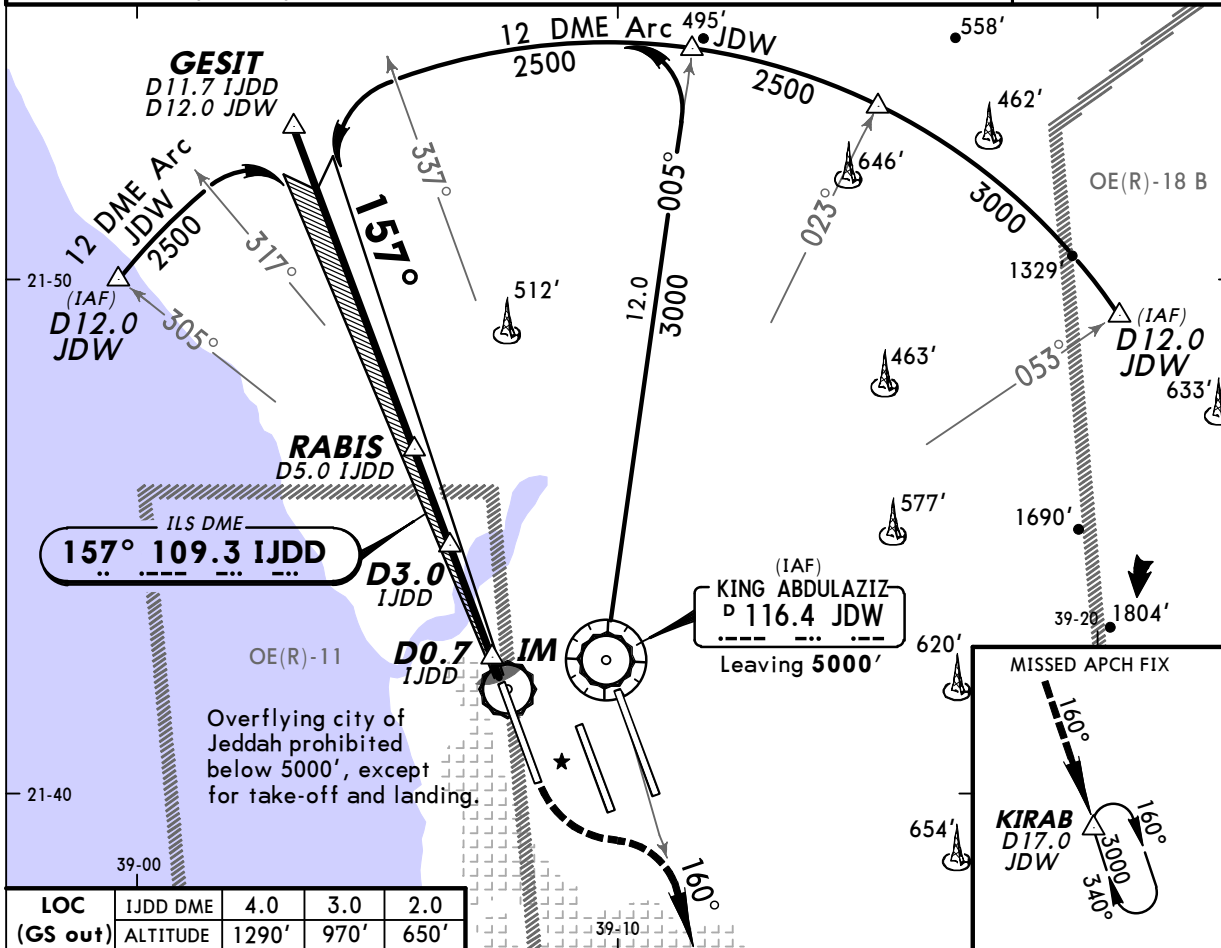 12 DME Arc JDW
495'
558'
2500
2500
GESIT
D11.7 IJDD
D12.0 JDW
462'
646'
OE(R)-18 B
12 DME Arc
JDW
2500
337°
005°
023°
3000
157°
317°
1329
21-50
(IAF)
D12.0
JDW
305°
512'
12.0
3000
(IAF)
D12.0
JDW
053°
463'
633'
RABIS
D5.0 IJDD
577'
1690'
ILS DME
157° 109.3 IJDD
.. .---- -.. -..
D3.0
IJDD
(IAF)
KING ABDULAZIZ
D 116.4 JDW
.--- -.. .--
Leaving 5000'
39-20
1804'
OE(R)-11
D0.7
IJDD
IM
620'
MISSED APCH FIX
160°
Overflying city of
Jeddah prohibited
below 5000', except
for take-off and landing.
21-40
KIRAB
D17.0
JDW
3000
160°
340°
654'
39-00
160°
39-10
LOC IJDD DME 4.0 3.0 2.0
(GS out) ALTITUDE 1290' 970' 650'